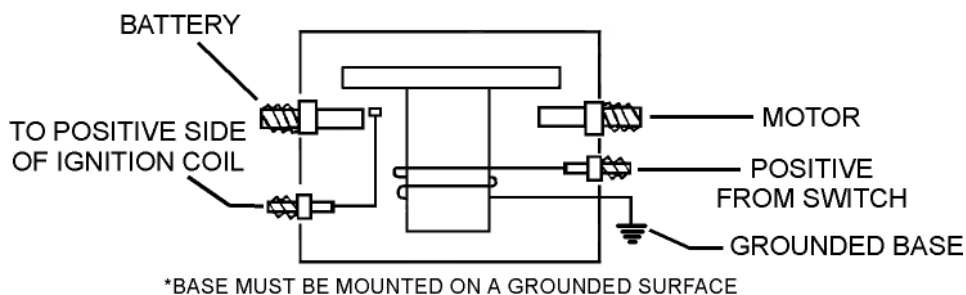 BATTERY
TO POSITIVE SIDE
OF IGNITION COIL
MOTOR
POSITIVE
FROM SWITCH
GROUNDED BASE
*BASE MUST BE MOUNTED ON A GROUNDED SURFACE